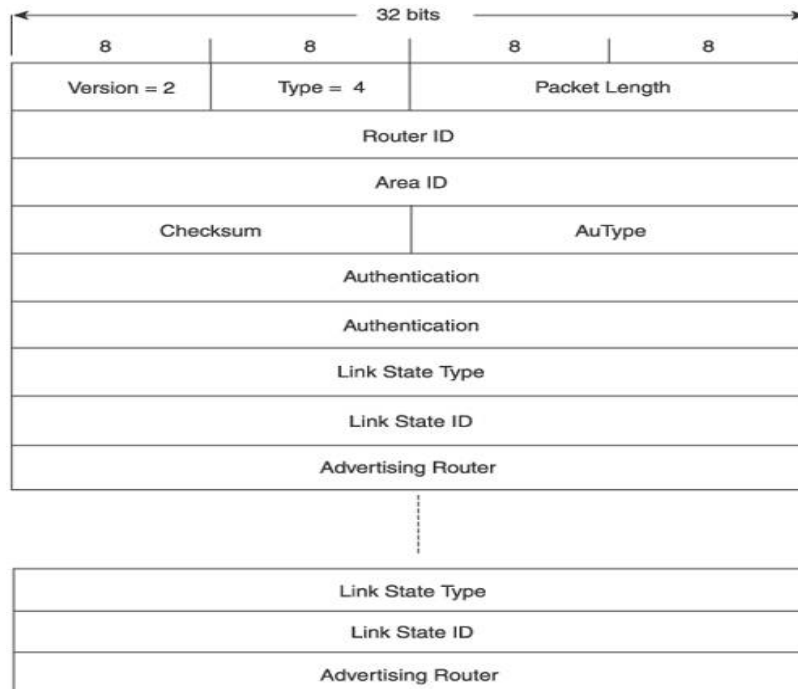 32 bits
8 8 8 8
Version = 2 Type = 4 Packet Length
Router ID
Area ID
Checksum AuType
Authentication
Authentication
Link State Type
Link State ID
Advertising Router
Link State Type
Link State ID
Advertising Router